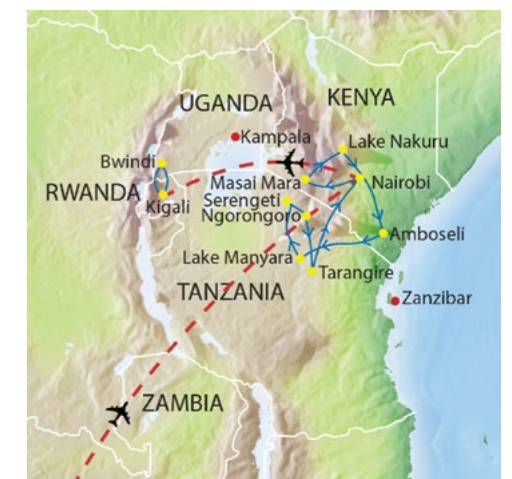 UGANDA
KENYA
Kampala
Lake Nakuru
Bwindi
Masai Mara
Nairobi
RWANDA
Serengeti
Kigali
Ngorongoro
Amboseli
Lake Manyara
Tarangire
TANZANIA
Zanzibar
ZAMBIA